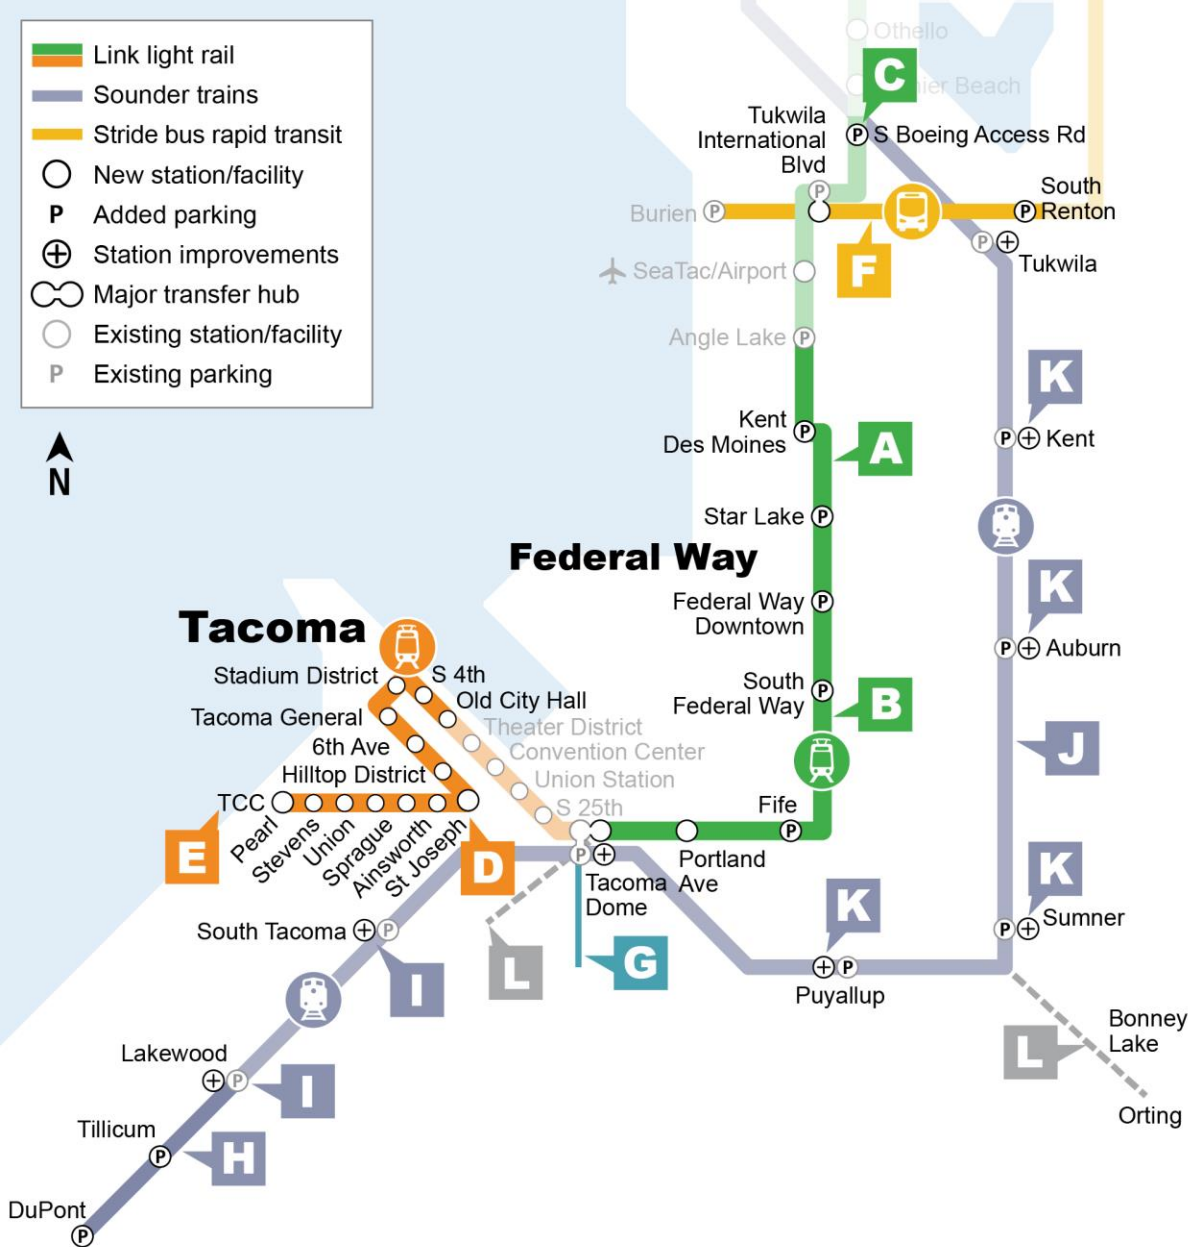 Link light rail
Sounder trains
Stride bus rapid transit
New station/facility
P Added parking
Station improvements
Major transfer hub
Existing station/facility
P Existing parking
N
Othello
C
Tukwila
International
Blvd
P
P S Boeing Access Rd
Burien P
South
P Renton
F
P
Tukwila
SeaTac/Airport
Angle Lake P
K
Kent
Des Moines P
A
P Kent
Star Lake P
Federal Way
K
Federal Way
Downtown P
Tacoma
P Auburn
Stadium District
S 4th
South
Federal Way P
B
Old City Hall
Tacoma General
Theater District
6th Ave
Convention Center
J
Hilltop District
Union Station
TCC
S 25th
Fife
P
Pearl
Stevens
Union
Sprague
Ainsworth
St Joseph
E
D
P
Tacoma
Dome
Portland
Ave
K
K
South Tacoma P
P Sumner
L
G
I
P
Puyallup
Bonney
Lake
L
Lakewood
P
I
Orting
Tillicum
P
H
DuPont
P